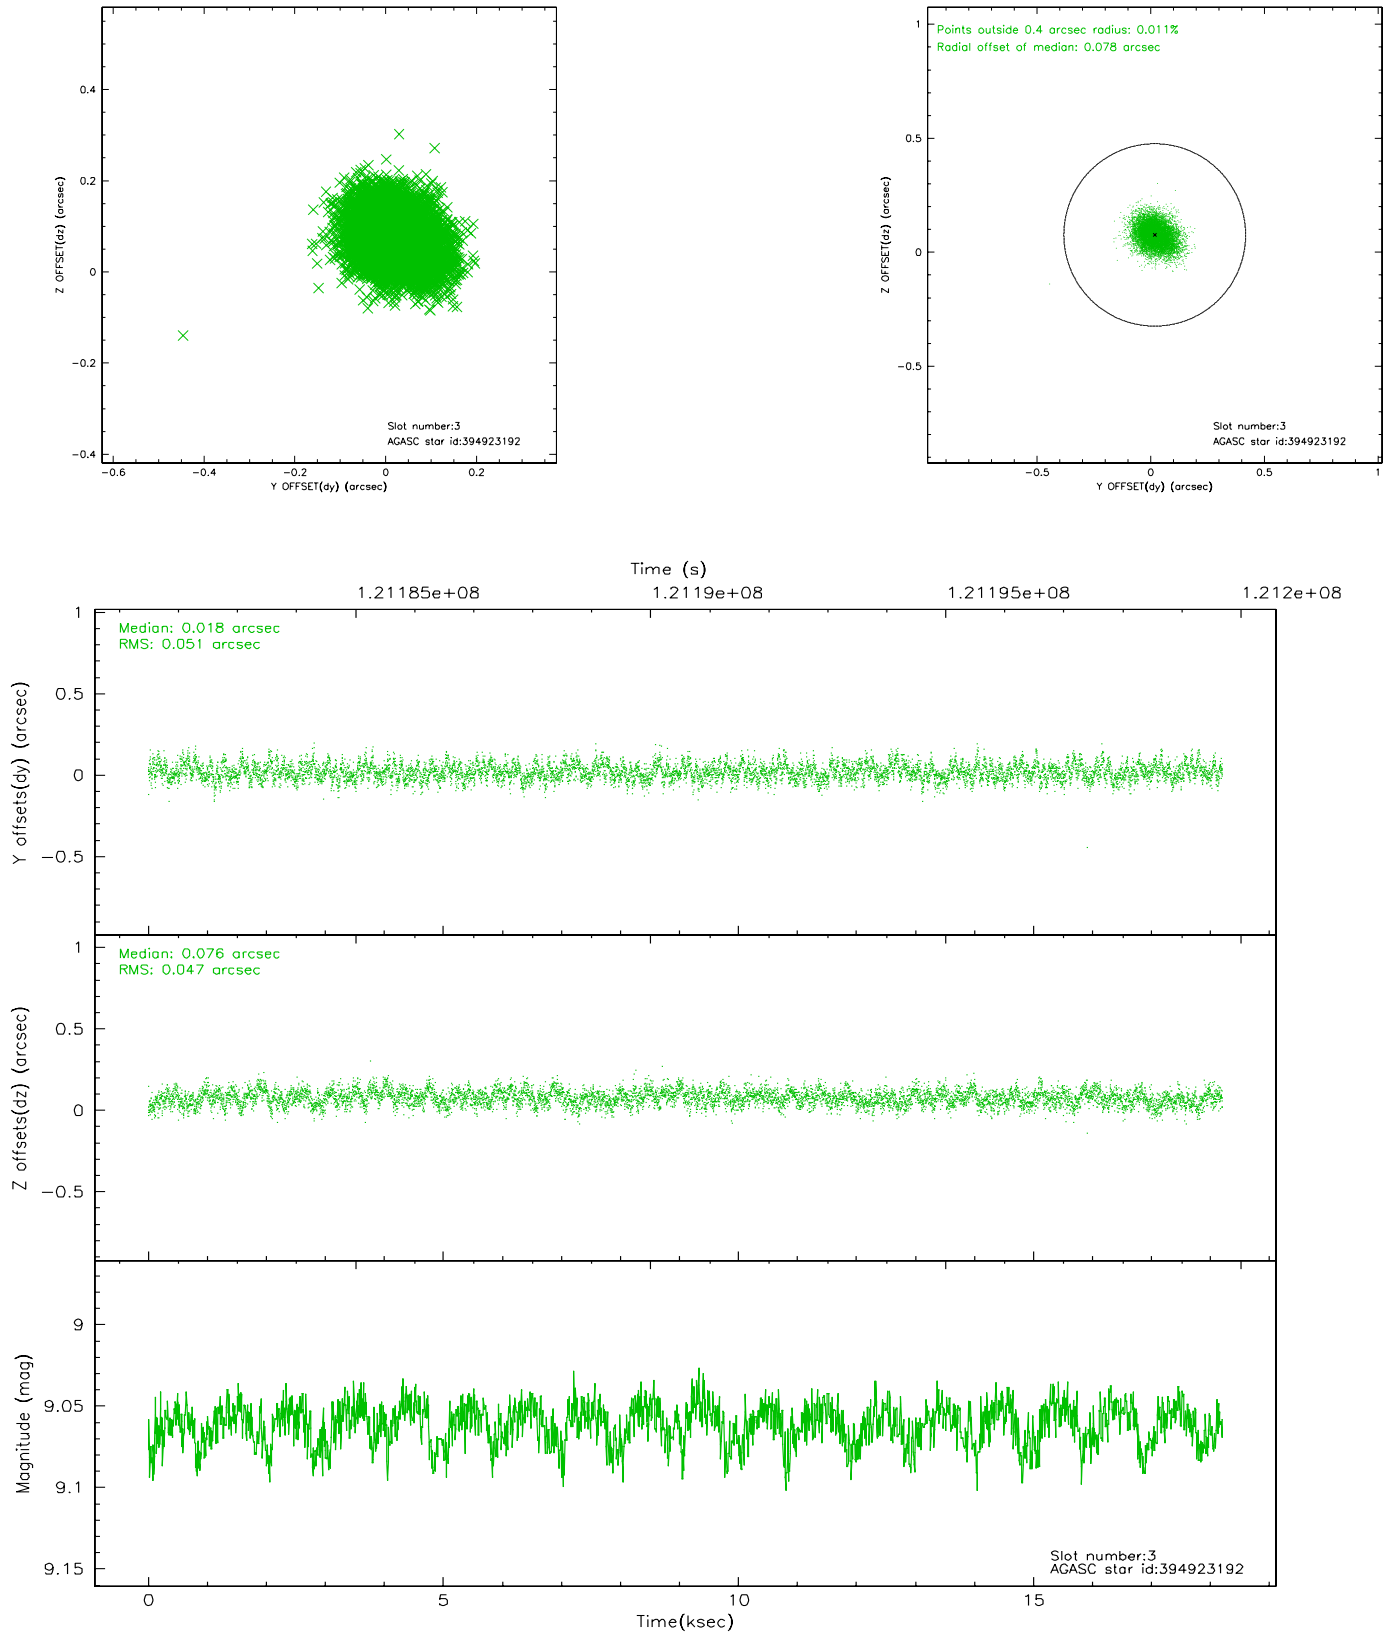 0.4
0.2
0
−0.2
−0.4
Z OFFSET(dz) (arcsec)
Slot number:3
AGASC star id:394923192
−0.6
−0.4
−0.2
0
0.2
Y OFFSET(dy) (arcsec)
Points outside 0.4 arcsec radius: 0.011%
Radial offset of median: 0.078 arcsec
1
0.5
0
−0.5
Z OFFSET(dz) (arcsec)
Slot number:3
AGASC star id:394923192
−0.5
0
0.5
1
Y OFFSET(dy) (arcsec)
Time (s)
1.21185e+08
1.2119e+08
1.21195e+08
1.212e+08
Median: 0.018 arcsec
RMS: 0.051 arcsec
1
0.5
0
−0.5
Y offsets(dy) (arcsec)
Median: 0.076 arcsec
RMS: 0.047 arcsec
1
0.5
0
−0.5
Z offsets(dz) (arcsec)
9
9.05
9.1
9.15
Magnitude (mag)
Slot number:3
AGASC star id:394923192
0
5
10
15
Time(ksec)